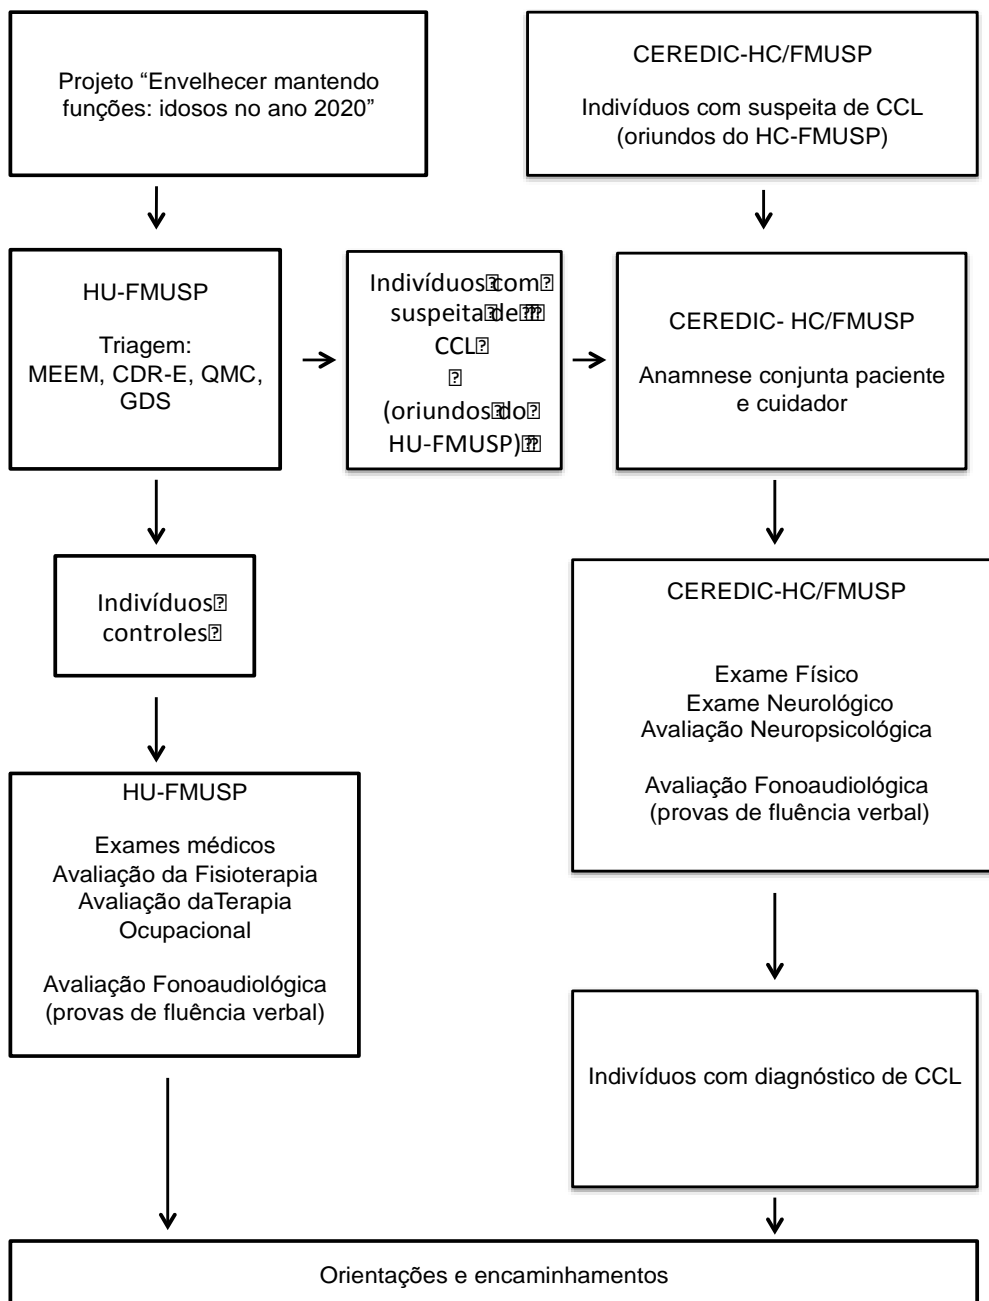 Projeto “Envelhecer mantendo
funções: idosos no ano 2020”
CEREDIC-HC/FMUSP
Indivíduos com suspeita de CCL
(oriundos do HC-FMUSP)
HU-FMUSP
Triagem:
MEEM, CDR-E, QMC,
GDS
Indivíduos⍰com⍰
suspeita⍰de⍰⍰⍰
CCL⍰
⍰
(oriundos⍰do⍰
HU-FMUSP)⍰⍰
CEREDIC- HC/FMUSP
Anamnese conjunta paciente
e cuidador
Indivíduos⍰
controles⍰
CEREDIC-HC/FMUSP
Exame Físico
Exame Neurológico
Avaliação Neuropsicológica
Avaliação Fonoaudiológica
(provas de fluência verbal)
HU-FMUSP
Exames médicos
Avaliação da Fisioterapia
Avaliação daTerapia
Ocupacional
Avaliação Fonoaudiológica
(provas de fluência verbal)
Indivíduos com diagnóstico de CCL
Orientações e encaminhamentos